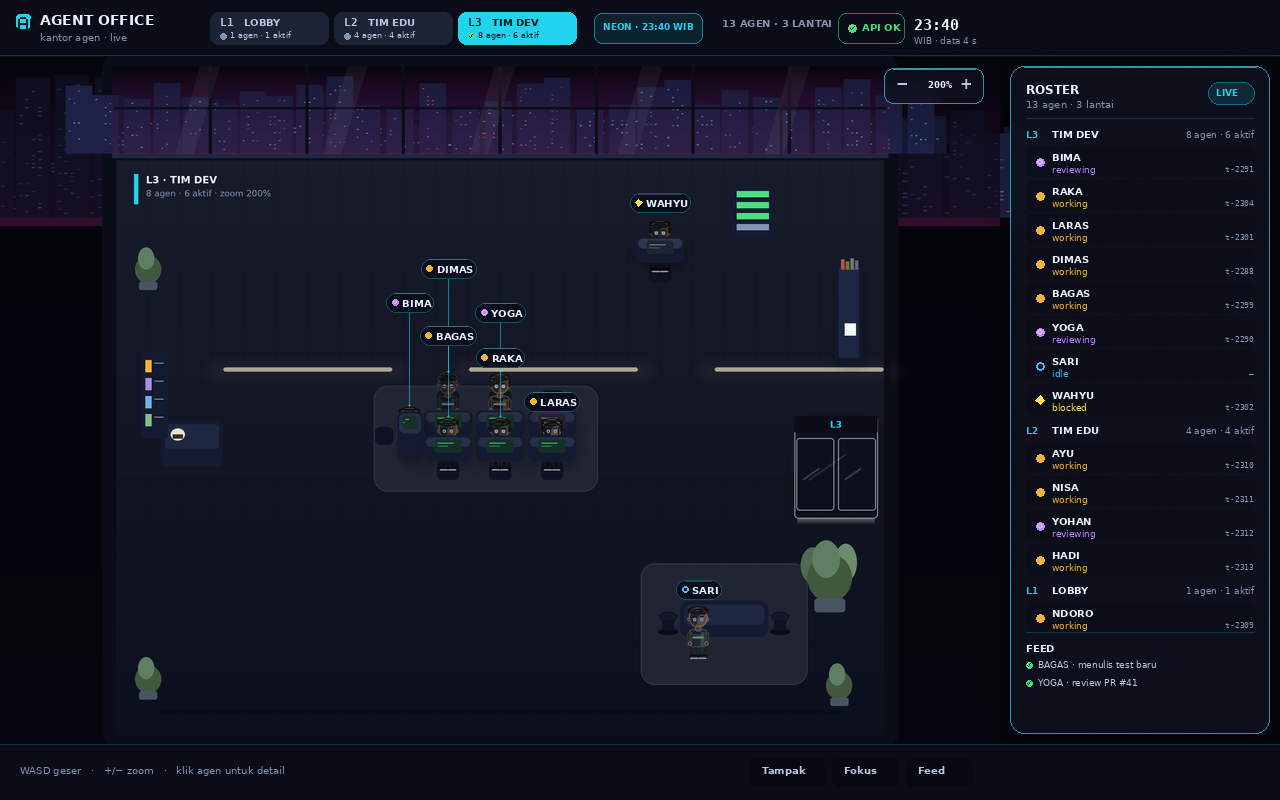 AGENT OFFICE
kantor agen · live
L1 LOBBY
1 agen · 1 aktif
L2 TIM EDU
4 agen · 4 aktif
L3 TIM DEV
8 agen · 6 aktif
NEON · 23:40 WIB
13 AGEN · 3 LANTAI
API OK
23:40
WIB · data 4 s
− 200% +
L3 · TIM DEV
8 agen · 6 aktif · zoom 200%
WAHYU
DIMAS
BIMA
YOGA
BAGAS
RAKA
LARAS
L3
SARI
ROSTER
13 agen · 3 lantai
LIVE
L3 TIM DEV 8 agen · 6 aktif
BIMA
reviewing t-2291
RAKA
working t-2304
LARAS
working t-2301
DIMAS
working t-2288
BAGAS
working t-2299
YOGA
reviewing t-2290
SARI
idle –
WAHYU
blocked t-2302
L2 TIM EDU 4 agen · 4 aktif
AYU
working t-2310
NISA
working t-2311
YOHAN
reviewing t-2312
HADI
working t-2313
L1 LOBBY 1 agen · 1 aktif
NDORO
working t-2309
FEED
BAGAS · menulis test baru
YOGA · review PR #41
WASD geser · +/− zoom · klik agen untuk detail
Tampak
Fokus
Feed